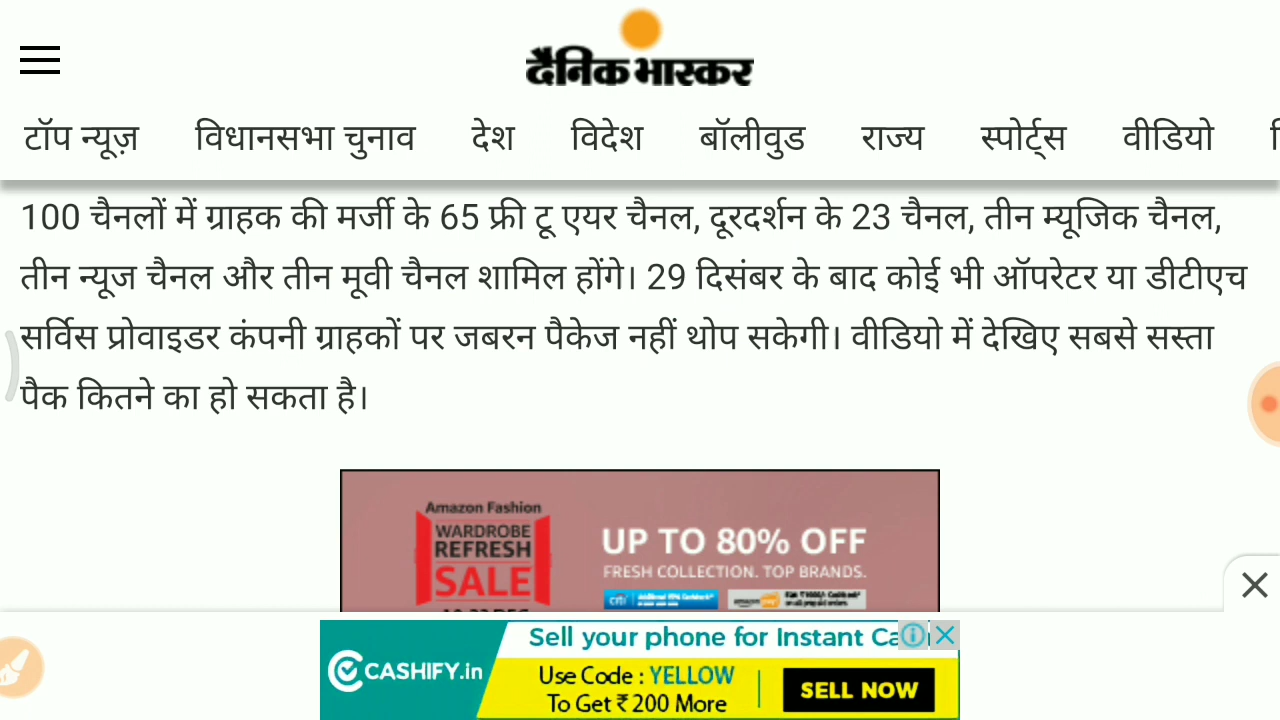 दैनिक भास्कर
टॉप न्यूज़ विधानसभा चुनाव देश विदेश बॉलीवुड राज्य स्पोर्ट्स वीडियो
100 चैनलों में ग्राहक की मर्जी के 65 फ्री टू एयर चैनल, दूरदर्शन के 23 चैनल, तीन म्यूजिक चैनल,
तीन न्यूज चैनल और तीन मूवी चैनल शामिल होंगे। 29 दिसंबर के बाद कोई भी ऑपरेटर या डीटीएच
सर्विस प्रोवाइडर कंपनी ग्राहकों पर जबरन पैकेज नहीं थोप सकेगी। वीडियो में देखिए सबसे सस्ता
पैक कितने का हो सकता है।
Amazon Fashion
WARDROBE
REFRESH
SALE
UP TO 80% OFF
FRESH COLLECTION. TOP BRANDS.
citi
CASHIFY.in
Sell your phone for Instant
Use Code : YELLOW
To Get ₹200 More
SELL NOW